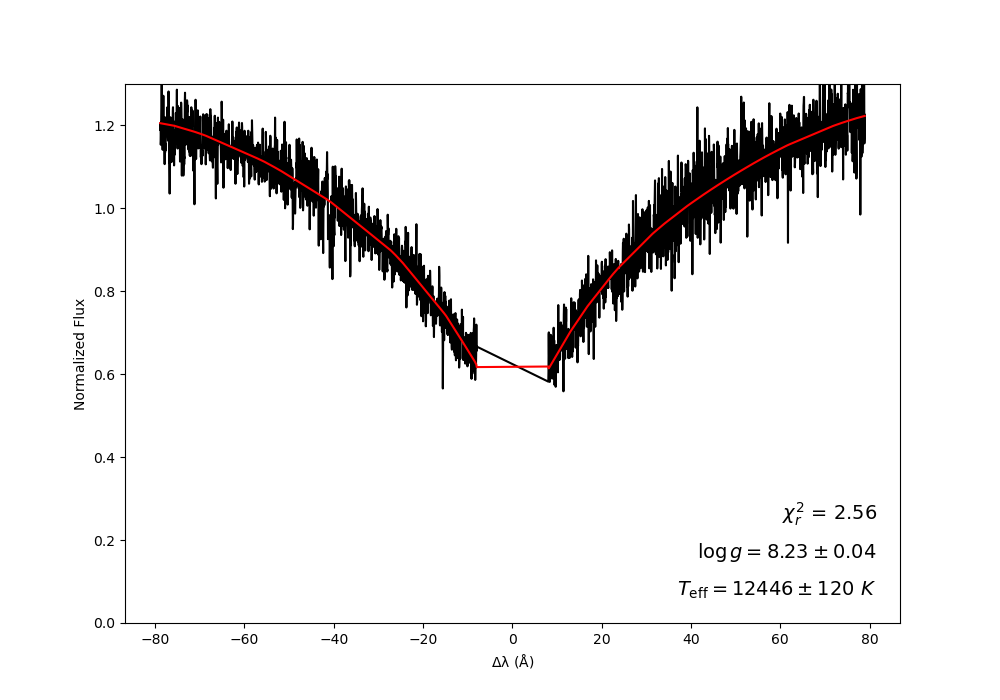 1.2
1.0
0.8
0.6
0.4
0.2
0.0
Normalized Flux
χ²ᵣ = 2.56
log g = 8.23 ± 0.04
T_eff = 12446 ± 120 K
−80 −60 −40 −20 0 20 40 60 80
Δλ (Å)